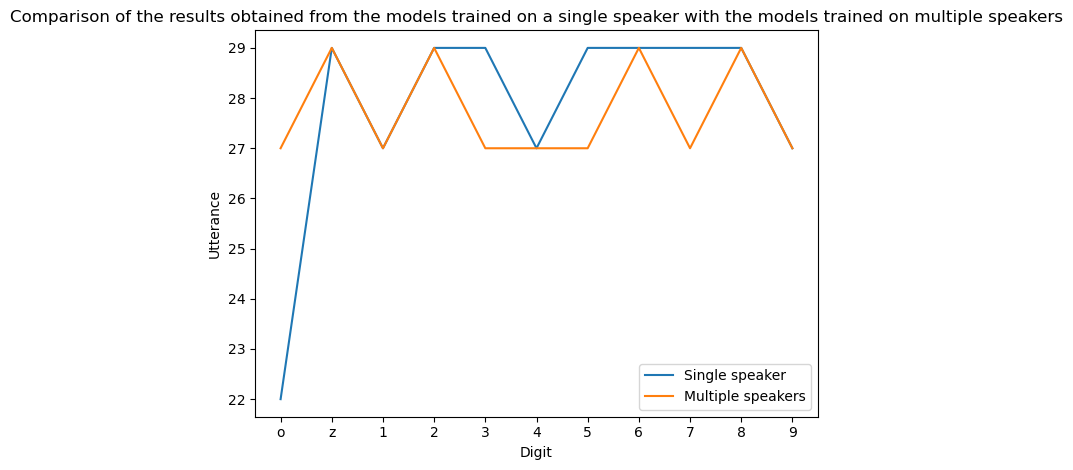 Comparison of the results obtained from the models trained on a single speaker with the models trained on multiple speakers
29
28
27
26
25
24
23
22
Utterance
o z 1 2 3 4 5 6 7 8 9
Digit
Single speaker
Multiple speakers